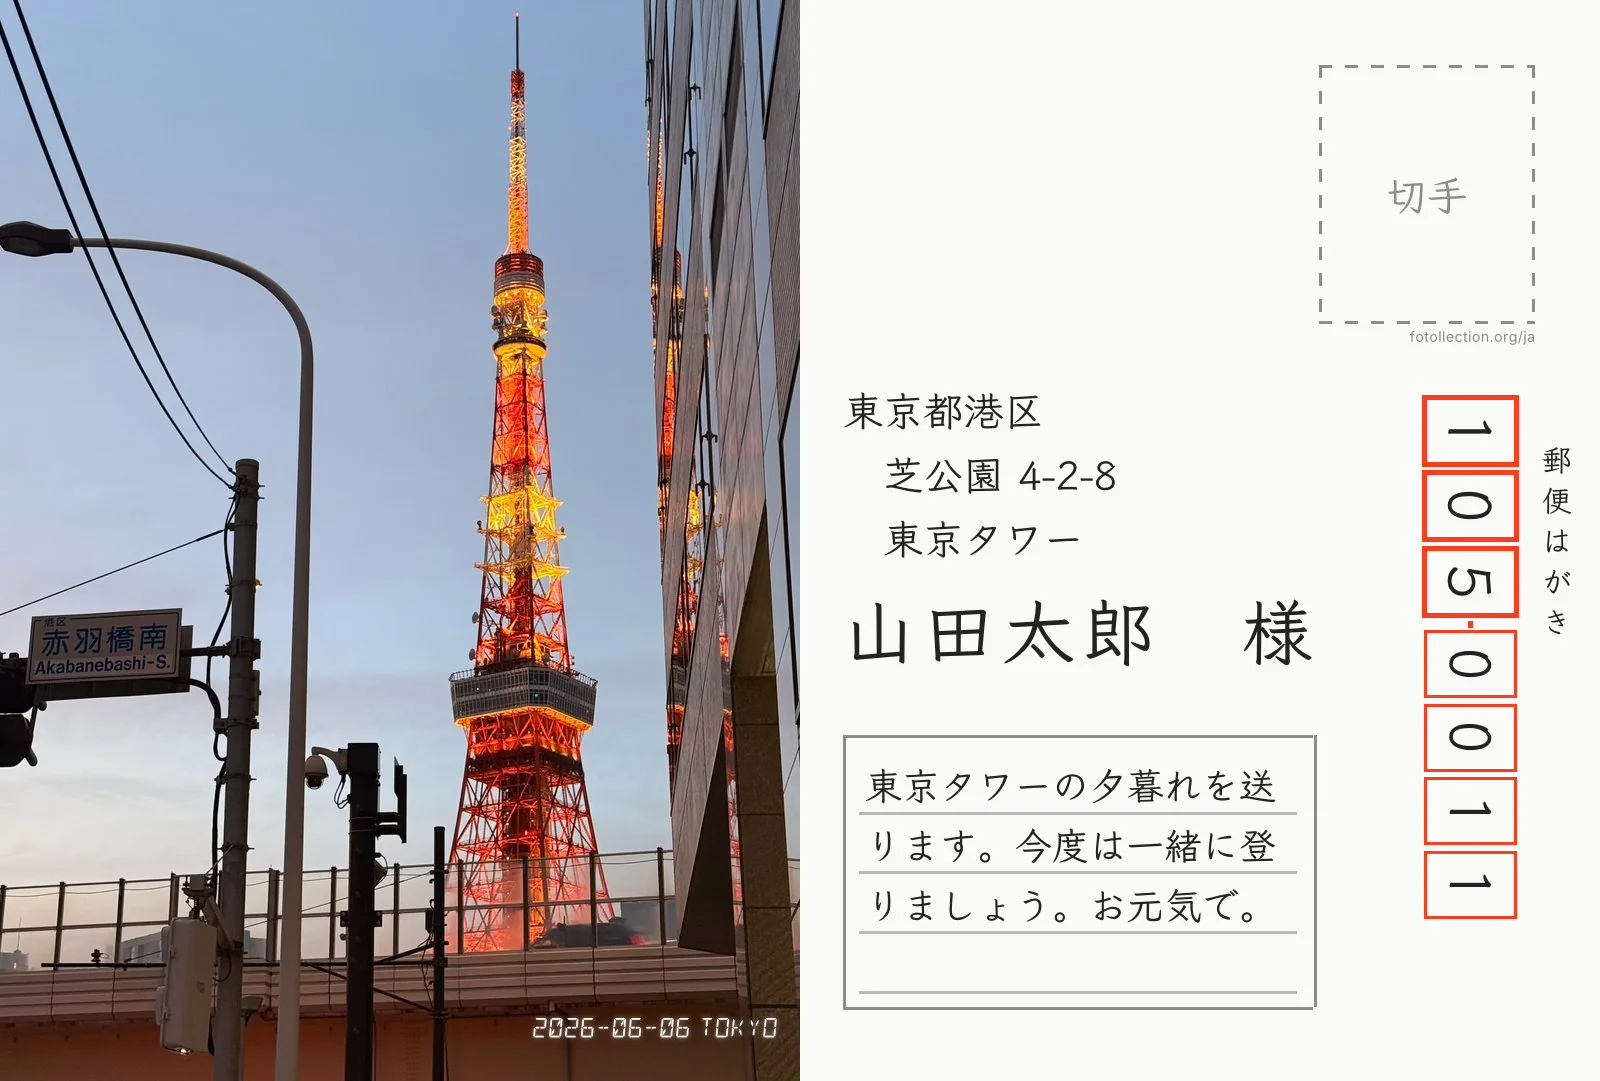 港区
赤羽橋南
Akabanebashi-S.
2026-06-06 TOKYO
切手
fotollection.org/ja
東京都港区
芝公園 4-2-8
東京タワー
山田太郎 様
東京タワーの夕暮れを送
ります。今度は一緒に登
りましょう。お元気で。
105-0011
郵便はがき